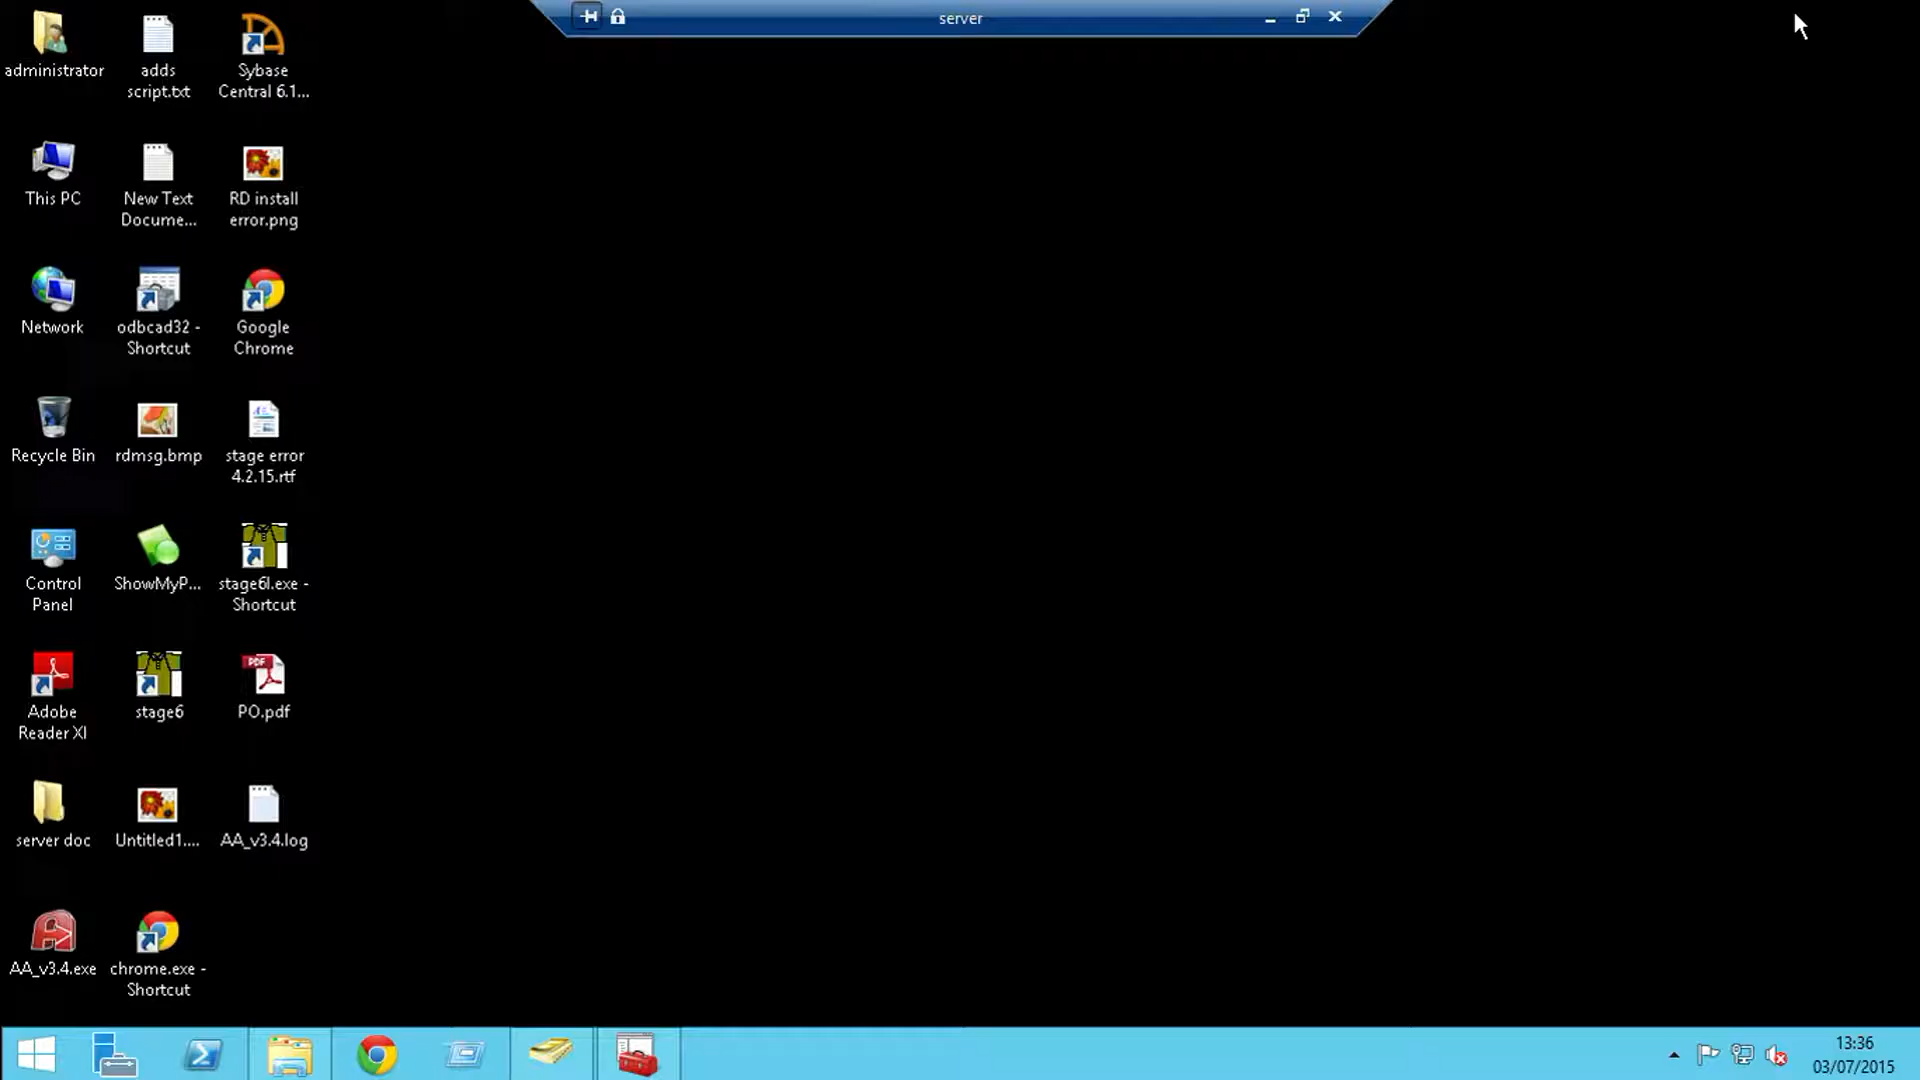 server
administrator
adds
script.txt
Sybase
Central 6.1...
This PC
New Text
Docume...
RD install
error.png
Network
odbcad32 -
Shortcut
Google
Chrome
Recycle Bin
rdmsg.bmp
stage error
4.2.15.rtf
Control
Panel
ShowMyP...
stage6l.exe -
Shortcut
Adobe
Reader XI
stage6
PDF
PO.pdf
server doc
Untitled1....
AA_v3.4.log
AA_v3.4.exe
chrome.exe -
Shortcut
13:36
03/07/2015